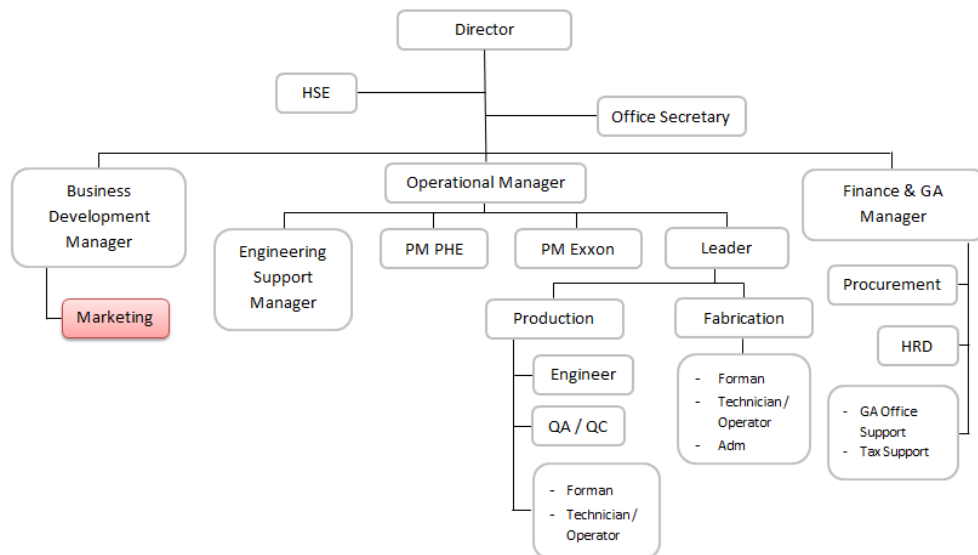 Director
HSE
Office Secretary
Business
Development
Manager
Operational Manager
Finance & GA
Manager
Engineering
Support
Manager
PM PHE
PM Exxon
Leader
Marketing
Procurement
Production
Fabrication
HRD
Engineer
QA / QC
- Forman
- Technician /
Operator
- Forman
- Technician /
Operator
- Adm
- GA Office
Support
- Tax Support